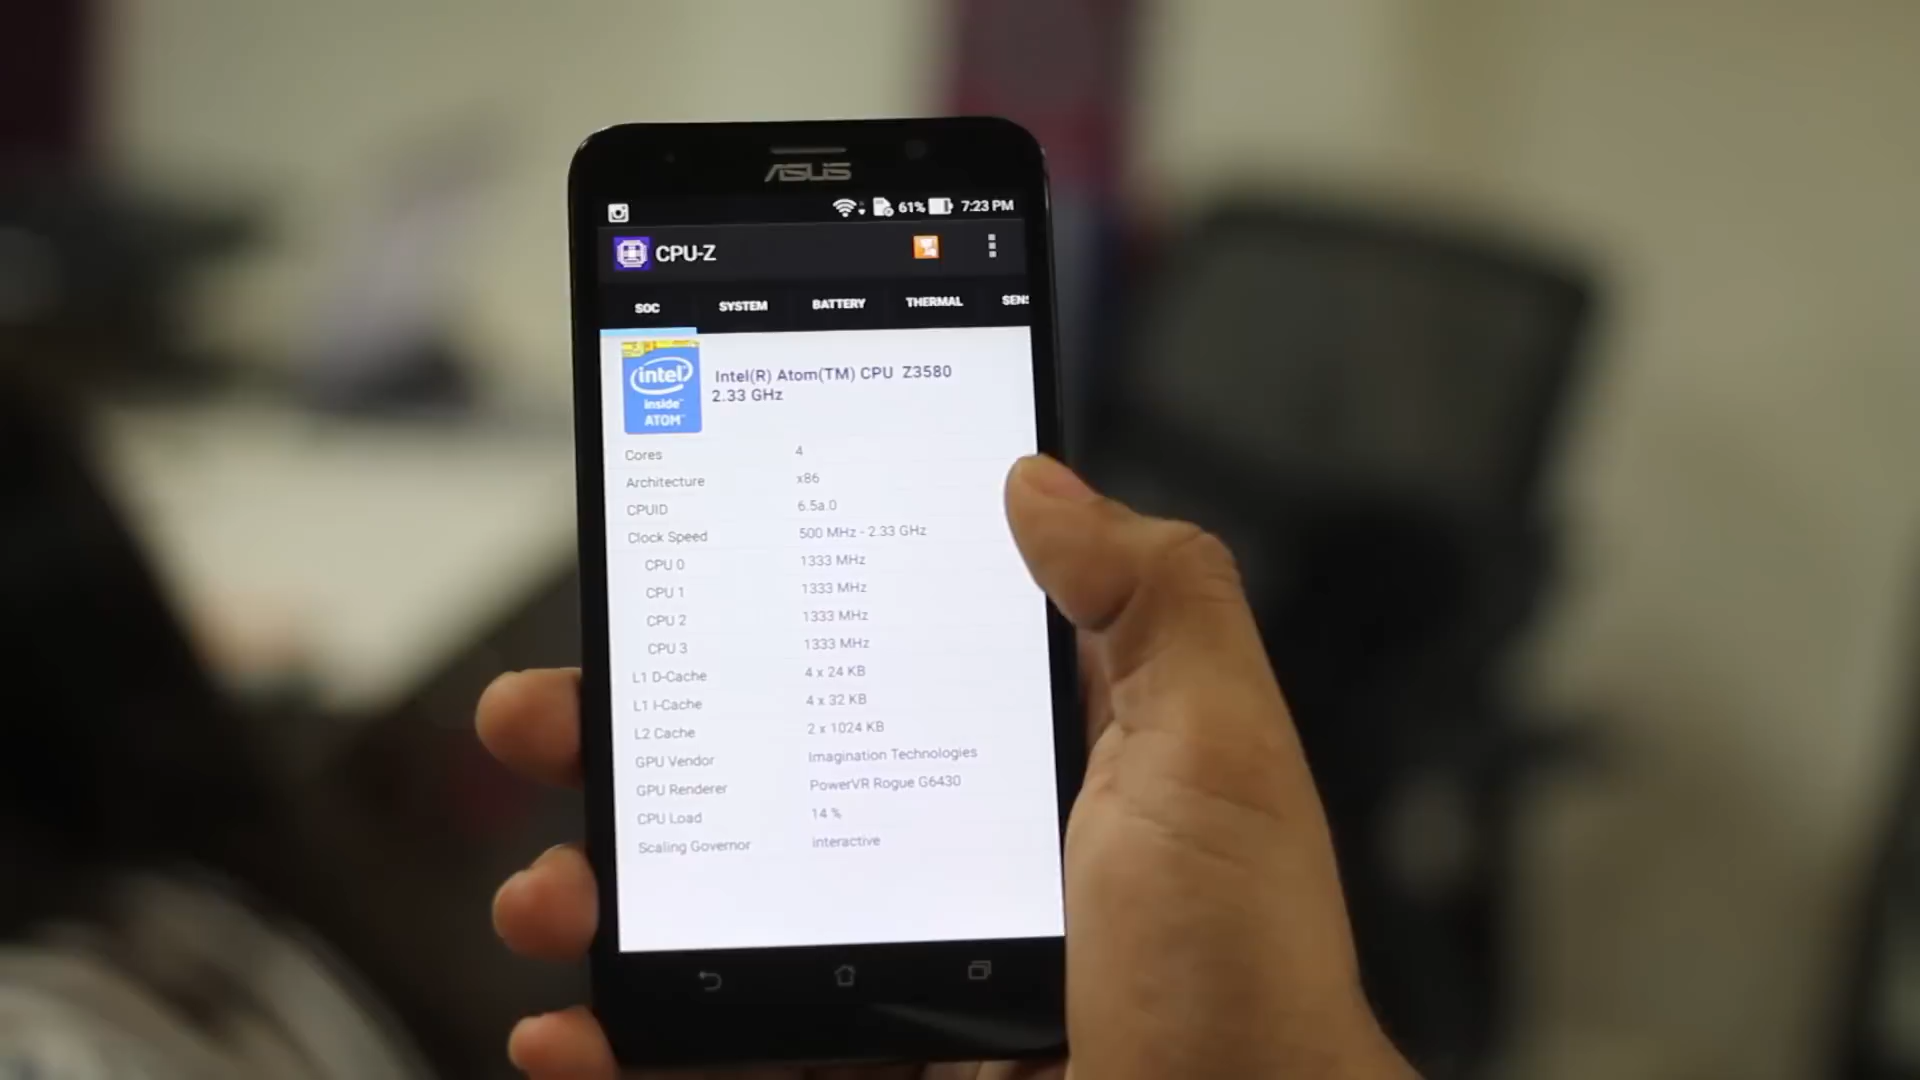 ASUS
61% 7:23 PM
CPU-Z
SOC SYSTEM BATTERY THERMAL SENS
intel inside™ ATOM™
Intel(R) Atom(TM) CPU Z3580
2.33 GHz
Cores 4
Architecture x86
CPUID 6.5a.0
Clock Speed 500 MHz - 2.33 GHz
CPU 0 1333 MHz
CPU 1 1333 MHz
CPU 2 1333 MHz
CPU 3 1333 MHz
L1 D-Cache 4 x 24 KB
L1 I-Cache 4 x 32 KB
L2 Cache 2 x 1024 KB
GPU Vendor Imagination Technologies
GPU Renderer PowerVR Rogue G6430
CPU Load 14 %
Scaling Governor interactive